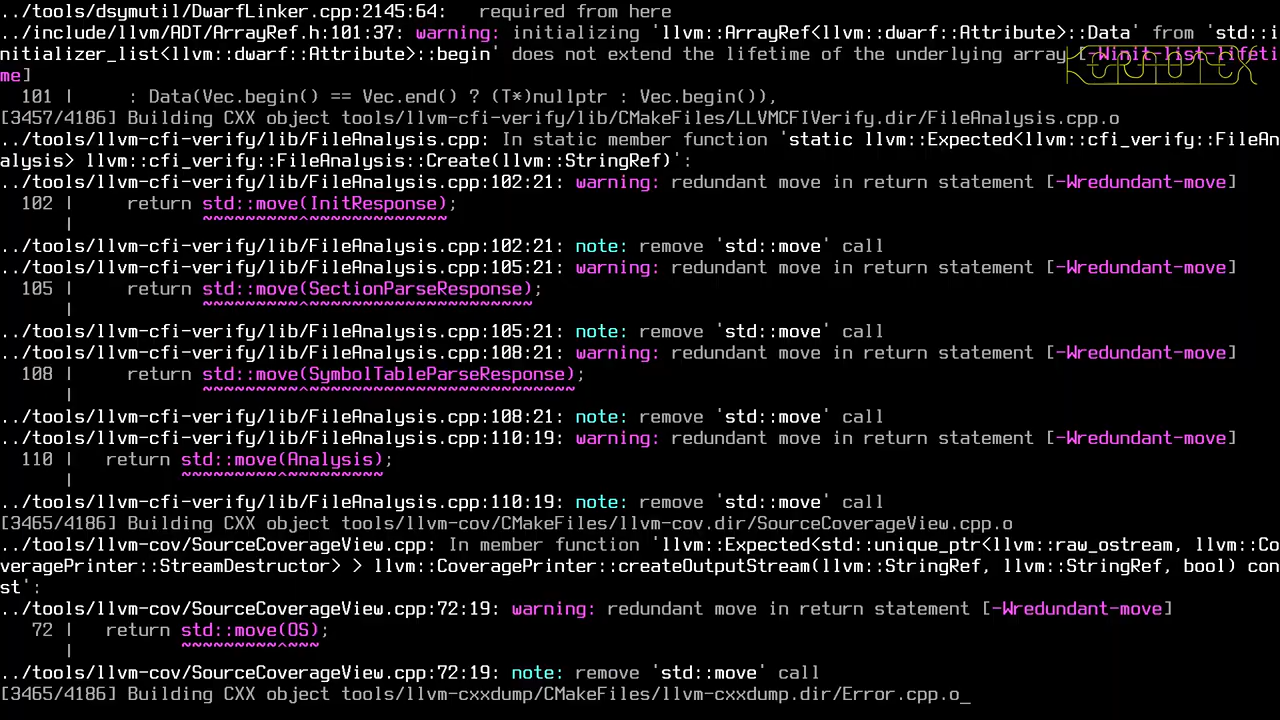 ../tools/dsymutil/DwarfLinker.cpp:2145:64:   required from here
../include/llvm/ADT/ArrayRef.h:101:37: warning: initializing 'llvm::ArrayRef<llvm::dwarf::Attribute>::Data' from 'std::i
nitializer_list<llvm::dwarf::Attribute>::begin' does not extend the lifetime of the underlying array [-Winit-list-lifeti
me]
  101 |     : Data(Vec.begin() == Vec.end() ? (T*)nullptr : Vec.begin()),
[3457/4186] Building CXX object tools/llvm-cfi-verify/lib/CMakeFiles/LLVMCFIVerify.dir/FileAnalysis.cpp.o
../tools/llvm-cfi-verify/lib/FileAnalysis.cpp: In static member function 'static llvm::Expected<llvm::cfi_verify::FileAn
alysis> llvm::cfi_verify::FileAnalysis::Create(llvm::StringRef)':
../tools/llvm-cfi-verify/lib/FileAnalysis.cpp:102:21: warning: redundant move in return statement [-Wredundant-move]
  102 |     return std::move(InitResponse);
      |            ~~~~~~~~~^~~~~~~~~~~~~~
../tools/llvm-cfi-verify/lib/FileAnalysis.cpp:102:21: note: remove 'std::move' call
../tools/llvm-cfi-verify/lib/FileAnalysis.cpp:105:21: warning: redundant move in return statement [-Wredundant-move]
  105 |     return std::move(SectionParseResponse);
      |            ~~~~~~~~~^~~~~~~~~~~~~~~~~~~~~~
../tools/llvm-cfi-verify/lib/FileAnalysis.cpp:105:21: note: remove 'std::move' call
../tools/llvm-cfi-verify/lib/FileAnalysis.cpp:108:21: warning: redundant move in return statement [-Wredundant-move]
  108 |     return std::move(SymbolTableParseResponse);
      |            ~~~~~~~~~^~~~~~~~~~~~~~~~~~~~~~~~~~
../tools/llvm-cfi-verify/lib/FileAnalysis.cpp:108:21: note: remove 'std::move' call
../tools/llvm-cfi-verify/lib/FileAnalysis.cpp:110:19: warning: redundant move in return statement [-Wredundant-move]
  110 |   return std::move(Analysis);
      |          ~~~~~~~~~^~~~~~~~~~
../tools/llvm-cfi-verify/lib/FileAnalysis.cpp:110:19: note: remove 'std::move' call
[3465/4186] Building CXX object tools/llvm-cov/CMakeFiles/llvm-cov.dir/SourceCoverageView.cpp.o
../tools/llvm-cov/SourceCoverageView.cpp: In member function 'llvm::Expected<std::unique_ptr<llvm::raw_ostream, llvm::Co
veragePrinter::StreamDestructor> > llvm::CoveragePrinter::createOutputStream(llvm::StringRef, llvm::StringRef, bool) con
st':
../tools/llvm-cov/SourceCoverageView.cpp:72:19: warning: redundant move in return statement [-Wredundant-move]
   72 |   return std::move(OS);
      |          ~~~~~~~~~^~~~
../tools/llvm-cov/SourceCoverageView.cpp:72:19: note: remove 'std::move' call
[3465/4186] Building CXX object tools/llvm-cxxdump/CMakeFiles/llvm-cxxdump.dir/Error.cpp.o_